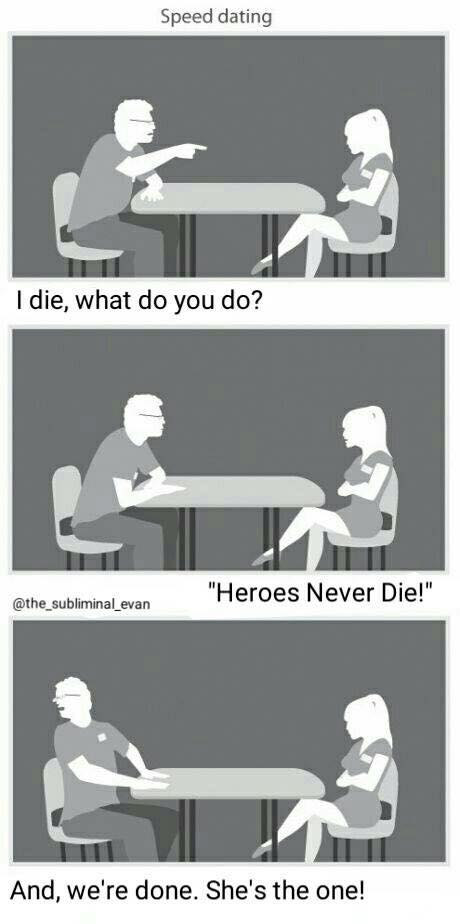 Speed dating
I die, what do you do?
"Heroes Never Die!"
@the_subliminal_evan
And, we're done. She's the one!